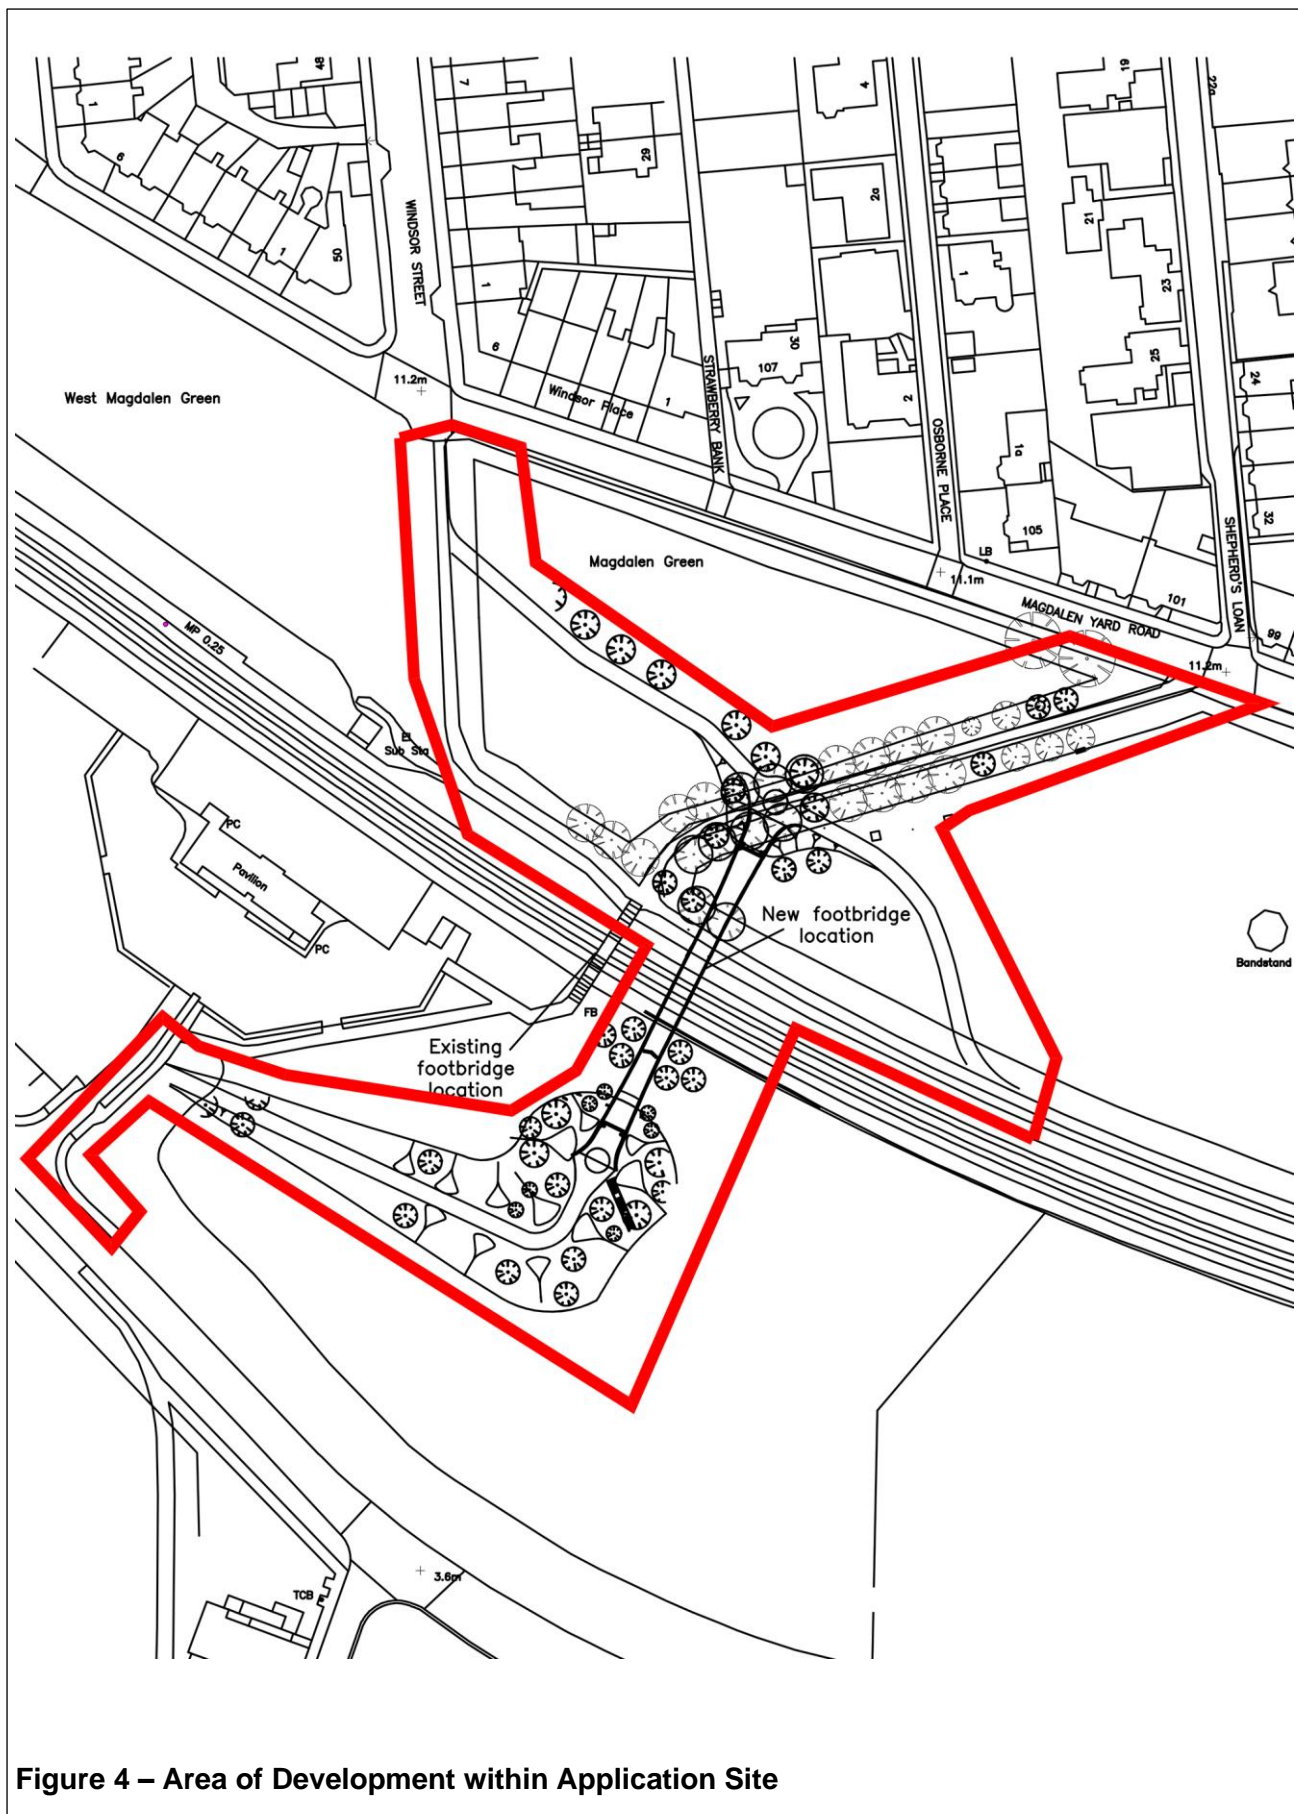 48
7
4
19
22a
1
29
6
2a
21
1
50
WINDSOR STREET
1
1
23
6
30
STRAWBERRY BANK
107
25
11.2m
24
Windsor Place
1
2
West Magdalen Green
OSBORNE PLACE
1a
32
105
SHEPHERD'S LOAN
LB
Magdalen Green
11.1m
101
MAGDALEN YARD ROAD
99
MP 0.25
11.2m
Sub Sta
PC
Pavilion
New footbridge
location
PC
Bandstand
FB
Existing
footbridge
location
3.6m
TCB
Figure 4 – Area of Development within Application Site